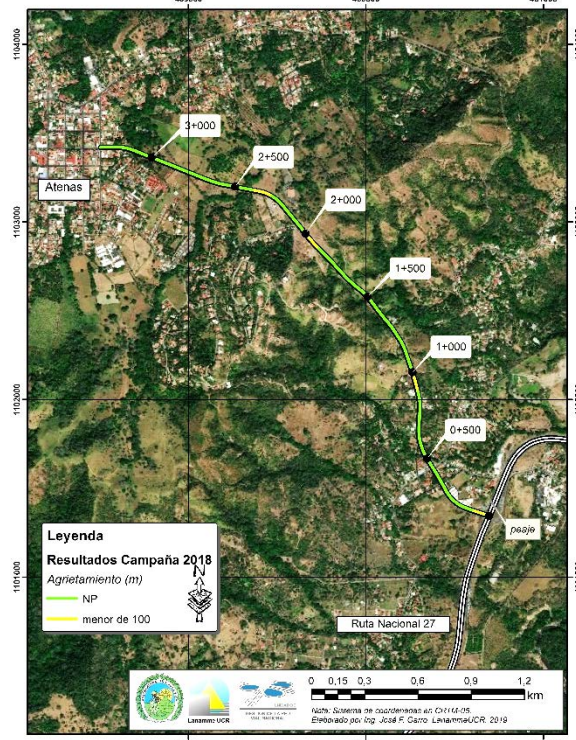 1104000
3+000
2+500
Atenas
2+000
1103000
1+500
1+000
1102000
0+500
peaje
Leyenda
Resultados Campaña 2018
N
Agrietamiento (m)
NP
menor de 100
1101000
Ruta Nacional 27
0 0,15 0,3 0,6 0,9 1,2
km
Lanamme UCR
Nota: Sistema de coordenadas en CRTM-05.
Elaborado por Ing. José F. Garro. LanammeUCR. 2019